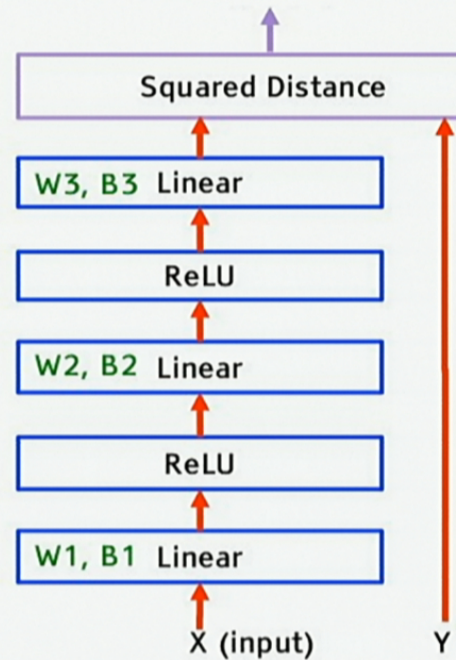 Squared Distance
W3, B3 Linear
ReLU
W2, B2 Linear
ReLU
W1, B1 Linear
X (input) Y